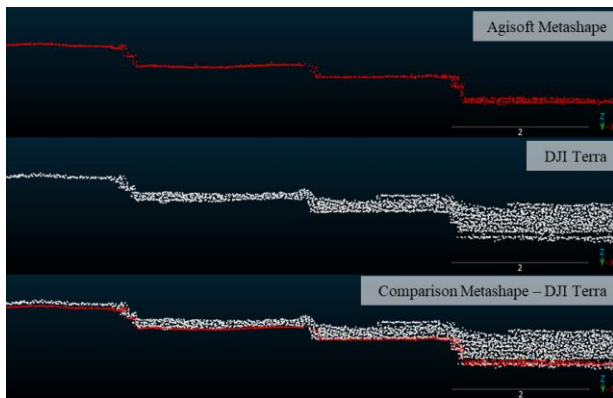 Agisoft Metashape
Z
Y
X
2
DJI Terra
Z
Y
X
2
Comparison Metashape – DJI Terra
Z
Y
X
2